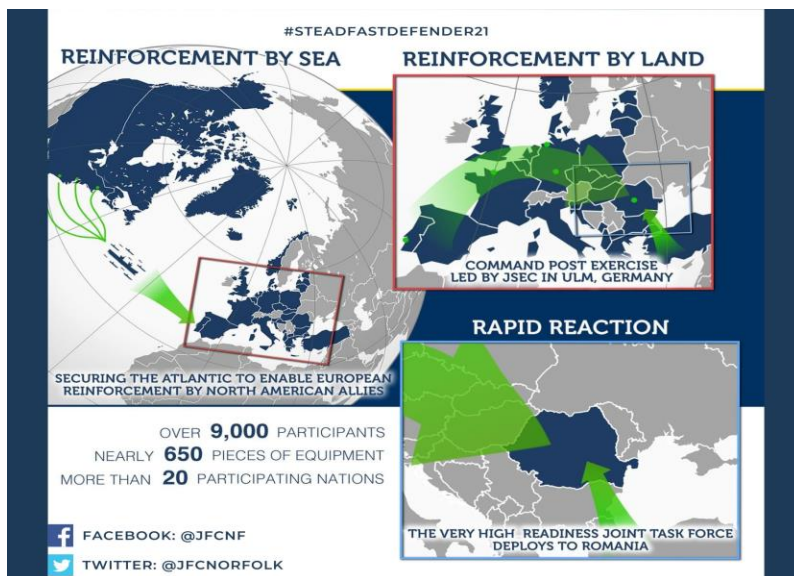 #STEADFASTDEFENDER21
REINFORCEMENT BY SEA
SECURING THE ATLANTIC TO ENABLE EUROPEAN
REINFORCEMENT BY NORTH AMERICAN ALLIES
REINFORCEMENT BY LAND
COMMAND POST EXERCISE
LED BY JSEC IN ULM, GERMANY
RAPID REACTION
THE VERY HIGH READINESS JOINT TASK FORCE
DEPLOYS TO ROMANIA
OVER 9,000 PARTICIPANTS
NEARLY 650 PIECES OF EQUIPMENT
MORE THAN 20 PARTICIPATING NATIONS
FACEBOOK: @JFCNF
TWITTER: @JFCNORFOLK